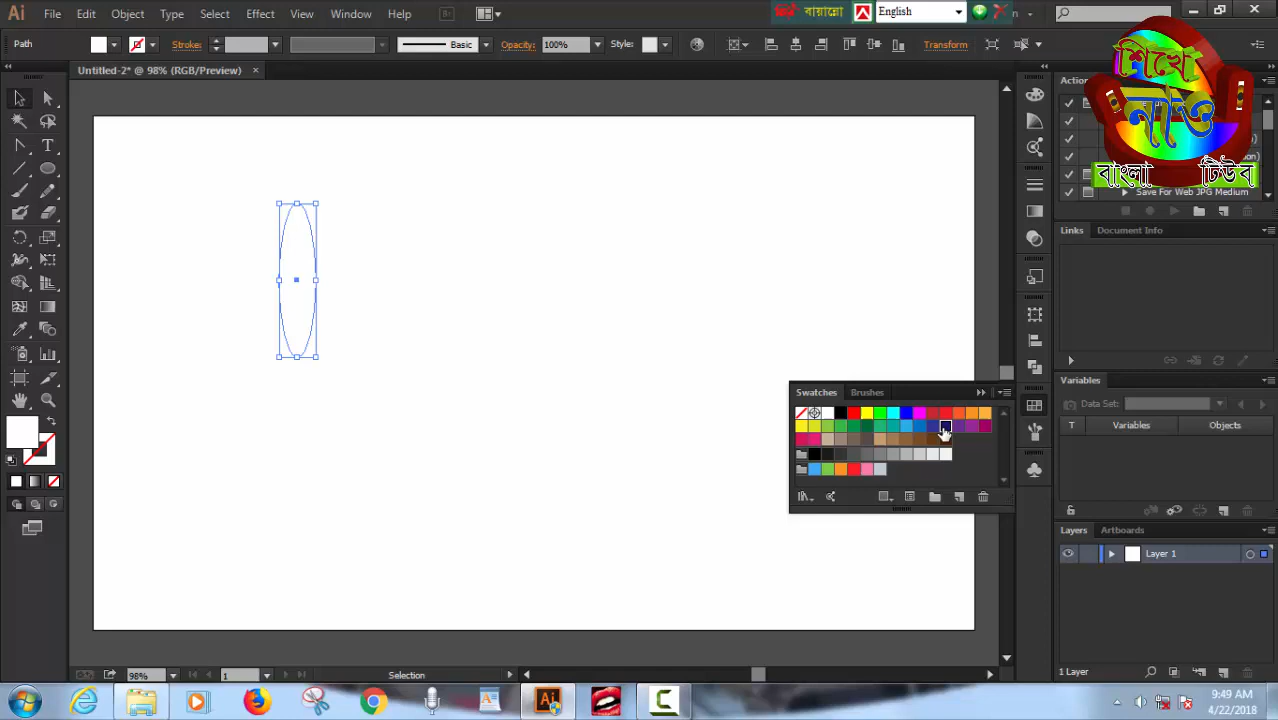 Ai File Edit Object Type Select Effect View Window Help Br English
Path Stroke: Basic Opacity: 100% Style: Transform
Untitled-2* @ 98% (RGB/Preview) ×
শিখো
নাও
বাংলা টিউব
Save For Web JPG Medium
Links Document Info
Swatches Brushes
Variables
Data Set:
T Variables Objects
Layers Artboards
Layer 1
1 Layer
98% 1 Selection
9:49 AM
4/22/2018